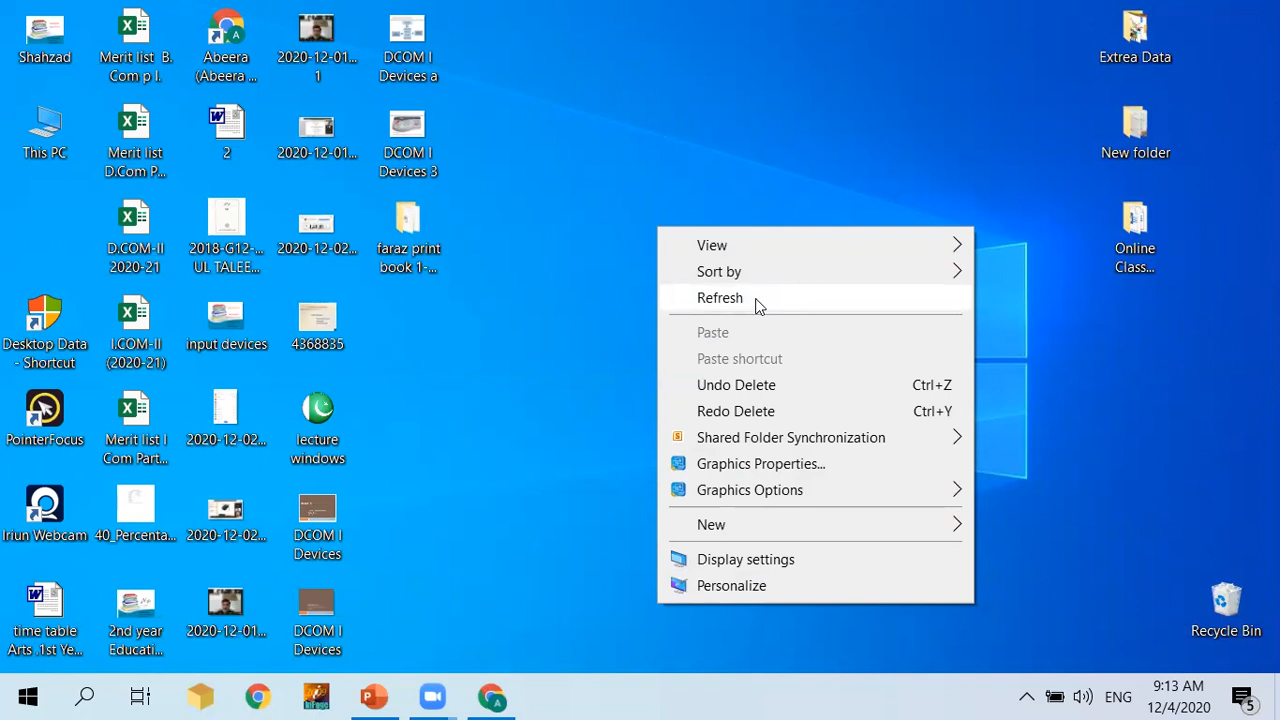 Shahzad
This PC
Desktop Data
- Shortcut
PointerFocus
Iriun Webcam
time table
Arts .1st Ye...
Merit list B.
Com p I.
Merit list
D.Com P...
D.COM-II
2020-21
I.COM-II
(2020-21)
Merit list I
Com Part...
40_Percenta...
2nd year
Educati...
Abeera
(Abeera ...
2
2018-G12-...
UL TALEE...
input devices
2020-12-02...
2020-12-02...
2020-12-01...
2020-12-01...
1
2020-12-01...
2020-12-02...
4368835
lecture
windows
DCOM I
Devices
DCOM I
Devices
DCOM I
Devices a
DCOM I
Devices 3
faraz print
book 1-...
View
Sort by
Refresh
Paste
Paste shortcut
Undo Delete Ctrl+Z
Redo Delete Ctrl+Y
Shared Folder Synchronization
Graphics Properties...
Graphics Options
New
Display settings
Personalize
Extrea Data
New folder
Online
Class...
Recycle Bin
ENG
9:13 AM
12/4/2020
5